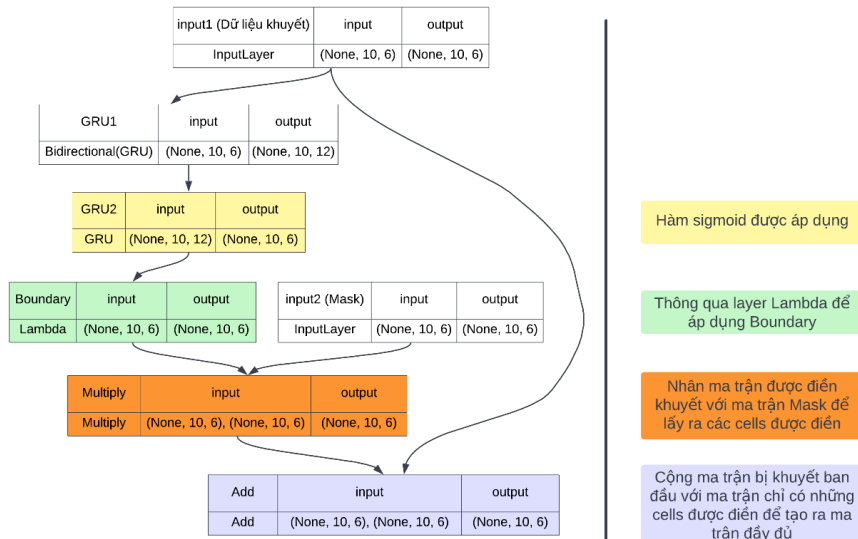 input1 (Dữ liệu khuyết) input output
InputLayer (None, 10, 6) (None, 10, 6)
GRU1 input output
Bidirectional(GRU) (None, 10, 6) (None, 10, 12)
GRU2 input output
GRU (None, 10, 12) (None, 10, 6)
Boundary input output
Lambda (None, 10, 6) (None, 10, 6)
input2 (Mask) input output
InputLayer (None, 10, 6) (None, 10, 6)
Multiply input output
Multiply (None, 10, 6), (None, 10, 6) (None, 10, 6)
Add input output
Add (None, 10, 6), (None, 10, 6) (None, 10, 6)
Hàm sigmoid được áp dụng
Thông qua layer Lambda để
áp dụng Boundary
Nhân ma trận được điền
khuyết với ma trận Mask để
lấy ra các cells được điền
Cộng ma trận bị khuyết ban
đầu với ma trận chỉ có những
cells được điền để tạo ra ma
trận đầy đủ